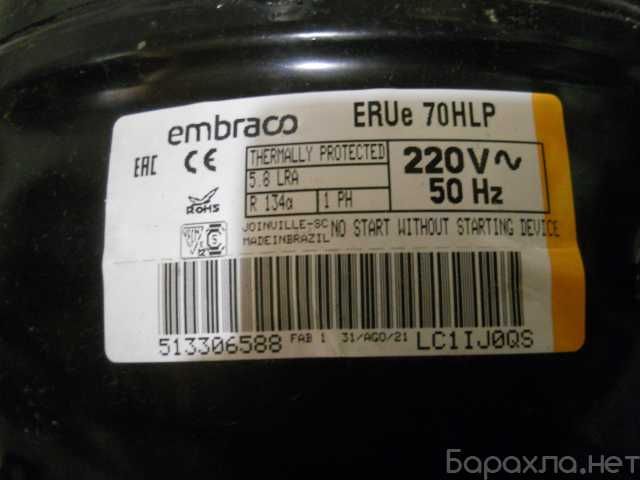 embraco
ERUe 70HLP
EAC CE
THERMALLY PROTECTED
5.8 LRA
R 134a 1 PH
220V~
50 Hz
RoHS
JOINVILLE-SC
MADEINBRAZIL
NO START WITHOUT STARTING DEVICE
513306588 FAB 1 31/AGO/21 LC1IJ0QS
Барахла.нет